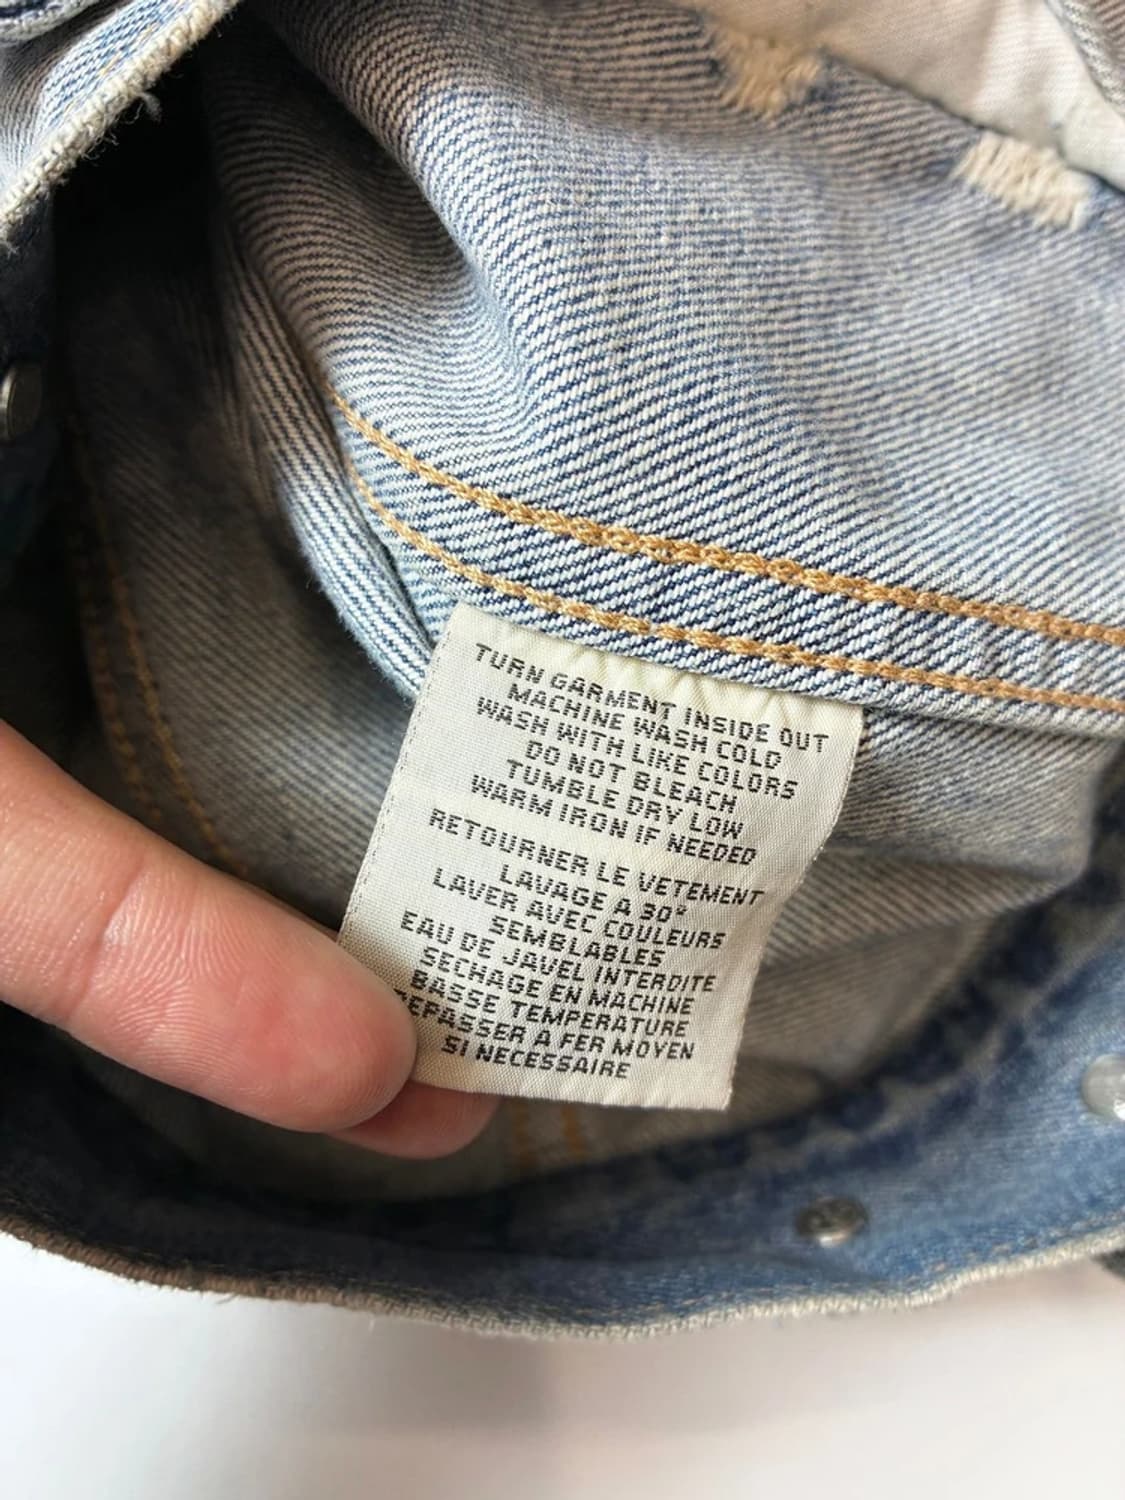 TURN GARMENT INSIDE OUT
MACHINE WASH COLD
WASH WITH LIKE COLORS
DO NOT BLEACH
TUMBLE DRY LOW
WARM IRON IF NEEDED
RETOURNER LE VETEMENT
LAVAGE A 30°
LAVER AVEC COULEURS
SEMBLABLES
EAU DE JAVEL INTERDITE
SECHAGE EN MACHINE
BASSE TEMPERATURE
EPASSER A FER MOYEN
SI NECESSAIRE